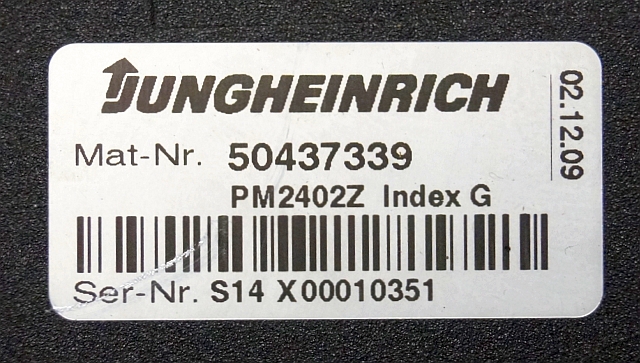 JUNGHEINRICH
Mat-Nr. 50437339
PM2402Z Index G
Ser-Nr. S14 X00010351
02.12.09